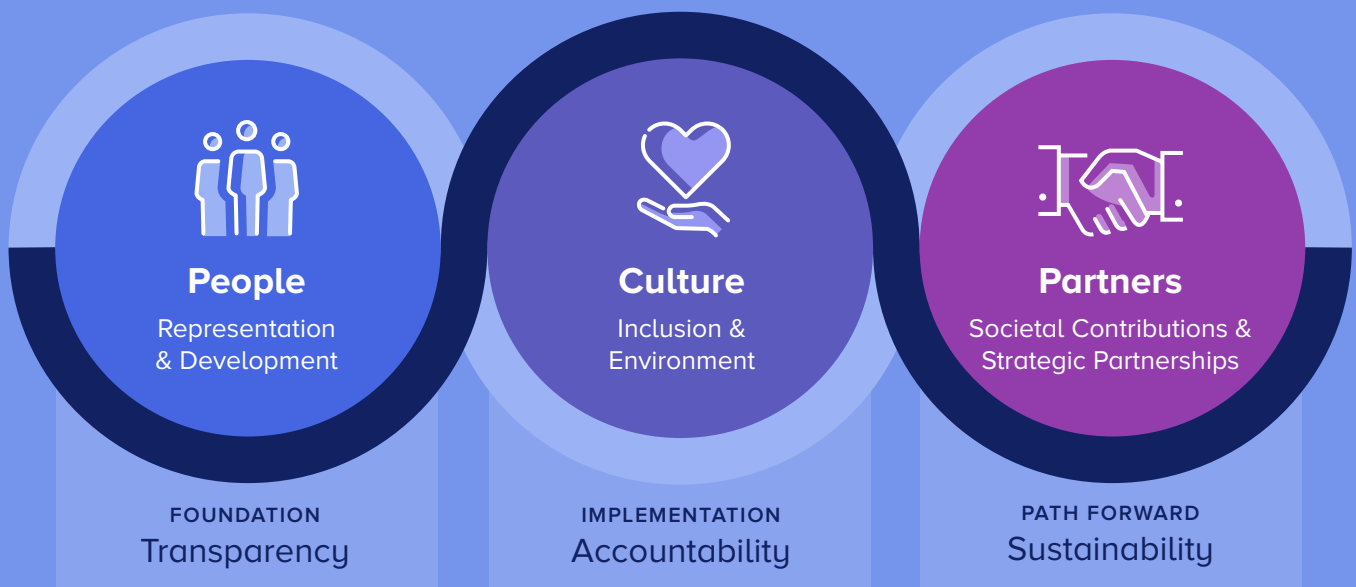 People
Representation
& Development
FOUNDATION
Transparency
Culture
Inclusion &
Environment
IMPLEMENTATION
Accountability
Partners
Societal Contributions &
Strategic Partnerships
PATH FORWARD
Sustainability